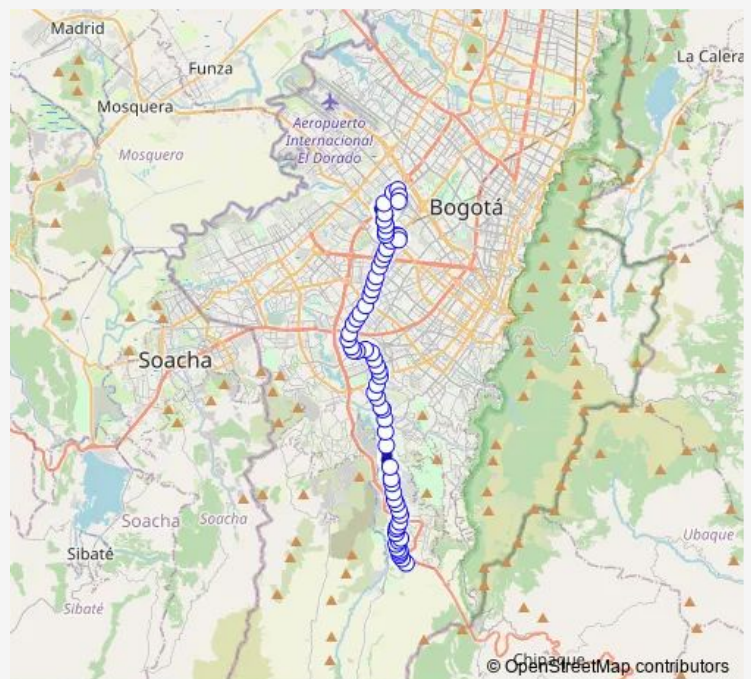 Madrid
Funza
La Calera
Mosquera
Aeropuerto
Internacional
El Dorado
Mosquera
Bogotá
Soacha
Soacha
Soacha
Sibaté
Ubaque
Sibaté
Chipaque
© OpenStreetMap contributors